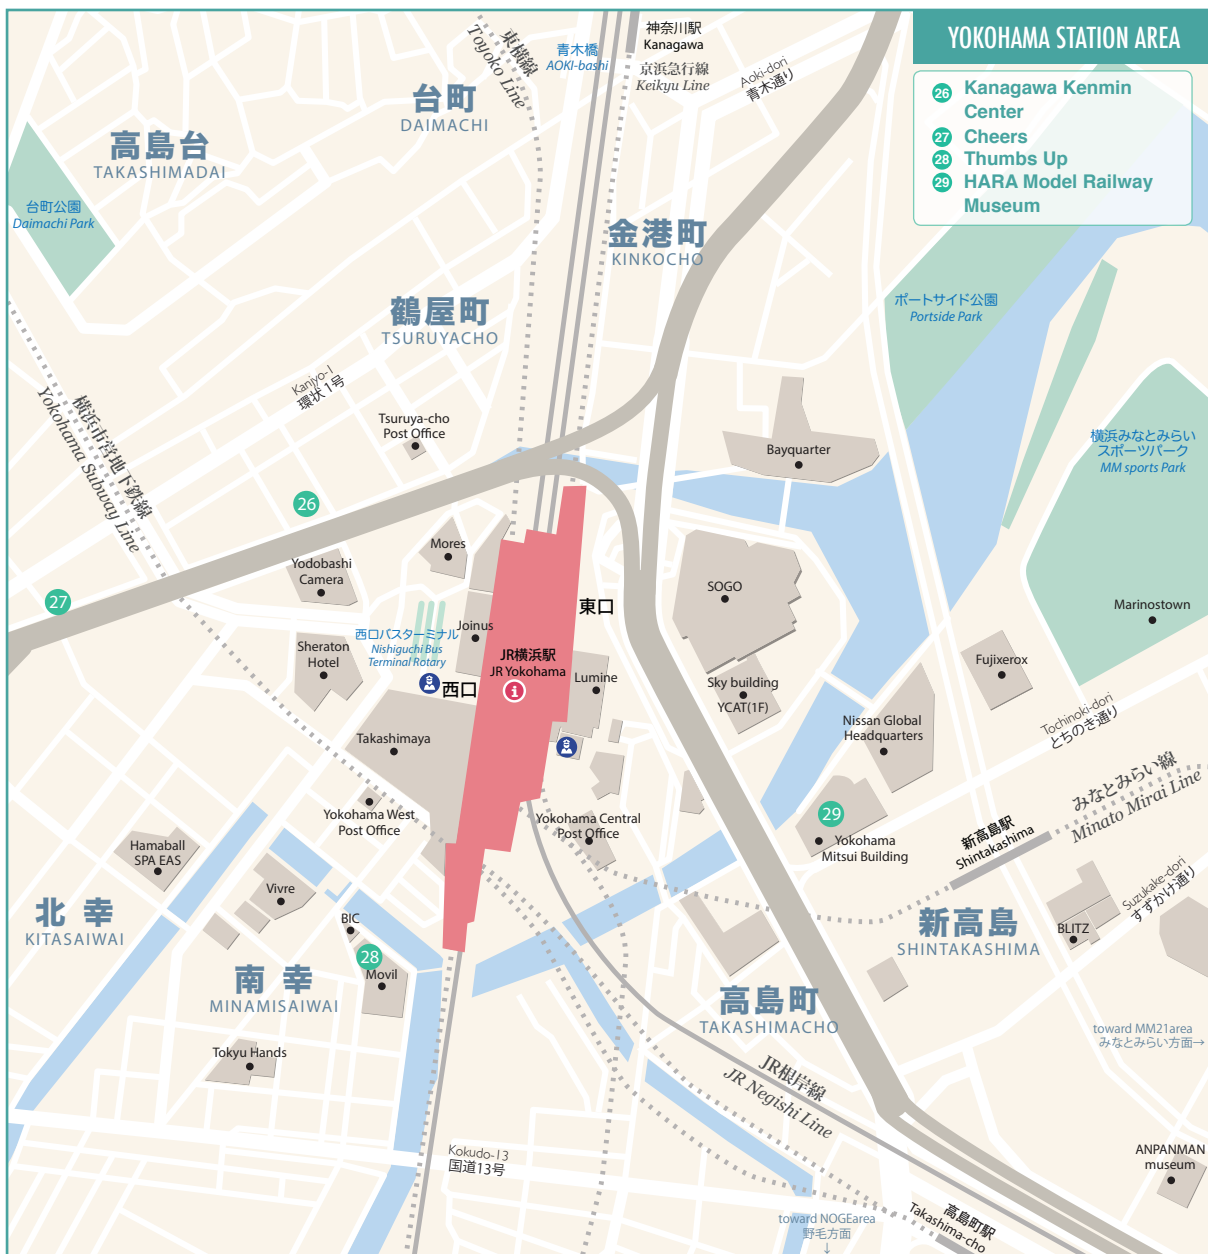 YOKOHAMA STATION AREA
26 Kanagawa Kenmin
Center
27 Cheers
28 Thumbs Up
29 HARA Model Railway
Museum
神奈川駅
Kanagawa
京浜急行線
Keikyu Line
東横線
Toyoko Line
青木橋
AOKI-bashi
Aoki-dori
青木通り
台町
DAIMACHI
高島台
TAKASHIMADAI
台町公園
Daimachi Park
金港町
KINKOCHO
鶴屋町
TSURUYACHO
ポートサイド公園
Portside Park
Kanjyo-1
環状1号
横浜市営地下鉄線
Yokohama Subway Line
Tsuruya-cho
Post Office
Bayquarter
横浜みなとみらい
スポーツパーク
MM sports Park
26
Mores
Yodobashi
Camera
27
SOGO
東口
Marinostown
Joinus
西口バスターミナル
Nishiguchi Bus
Terminal Rotary
Sheraton
Hotel
JR横浜駅
JR Yokohama
西口
Lumine
Sky building
YCAT(1F)
Fujixerox
Nissan Global
Headquarters
Tochinoki-dori
とちのき通り
Takashimaya
みなとみらい線
Minato Mirai Line
Yokohama West
Post Office
Yokohama Central
Post Office
29
Yokohama
Mitsui Building
新高島駅
Shintakashima
Hamaball
SPA EAS
Vivre
Suzukake-dori
すずかけ通り
北幸
KITASAIWAI
BIC
新高島
SHINTAKASHIMA
BLITZ
28
Movil
南幸
MINAMISAIWAI
高島町
TAKASHIMACHO
toward MM21area
みなとみらい方面→
Tokyu Hands
JR根岸線
JR Negishi Line
Kokudo-13
国道13号
ANPANMAN
museum
toward NOGEarea
野毛方面
↓
高島町駅
Takashima-cho